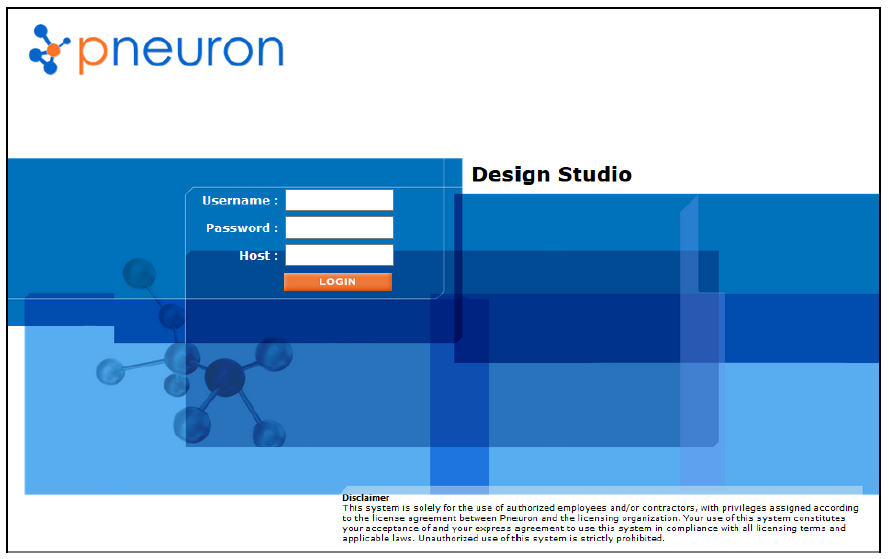 pneuron
Design Studio
Username :
Password :
Host :
LOGIN
Disclaimer
This system is solely for the use of authorized employees and/or contractors, with privileges assigned according
to the license agreement between Pneuron and the licensing organization. Your use of this system constitutes
your acceptance of and your express agreement to use this system in compliance with all licensing terms and
applicable laws. Unauthorized use of this system is strictly prohibited.